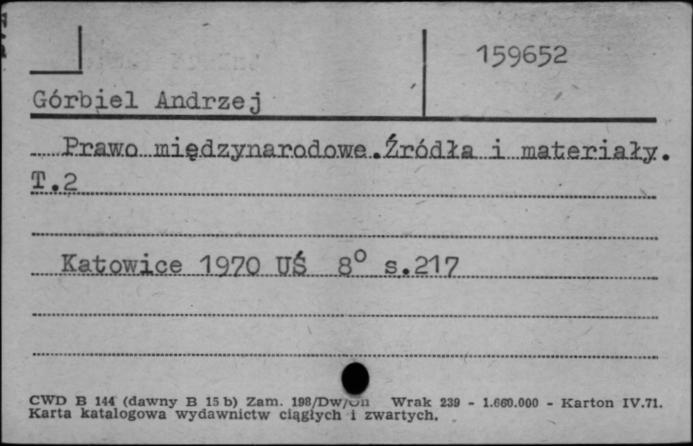 159652
Górbiel Andrzej
Prawo międzynarodowe.Źródła i materiały.
T.2
Katowice 1970 UŚ 8° s.217
CWD B 144 (dawny B 15 b) Zam. 198/Dw/ Wrak 239 - 1.660.000 - Karton IV.71.
Karta katalogowa wydawnictw ciągłych i zwartych.